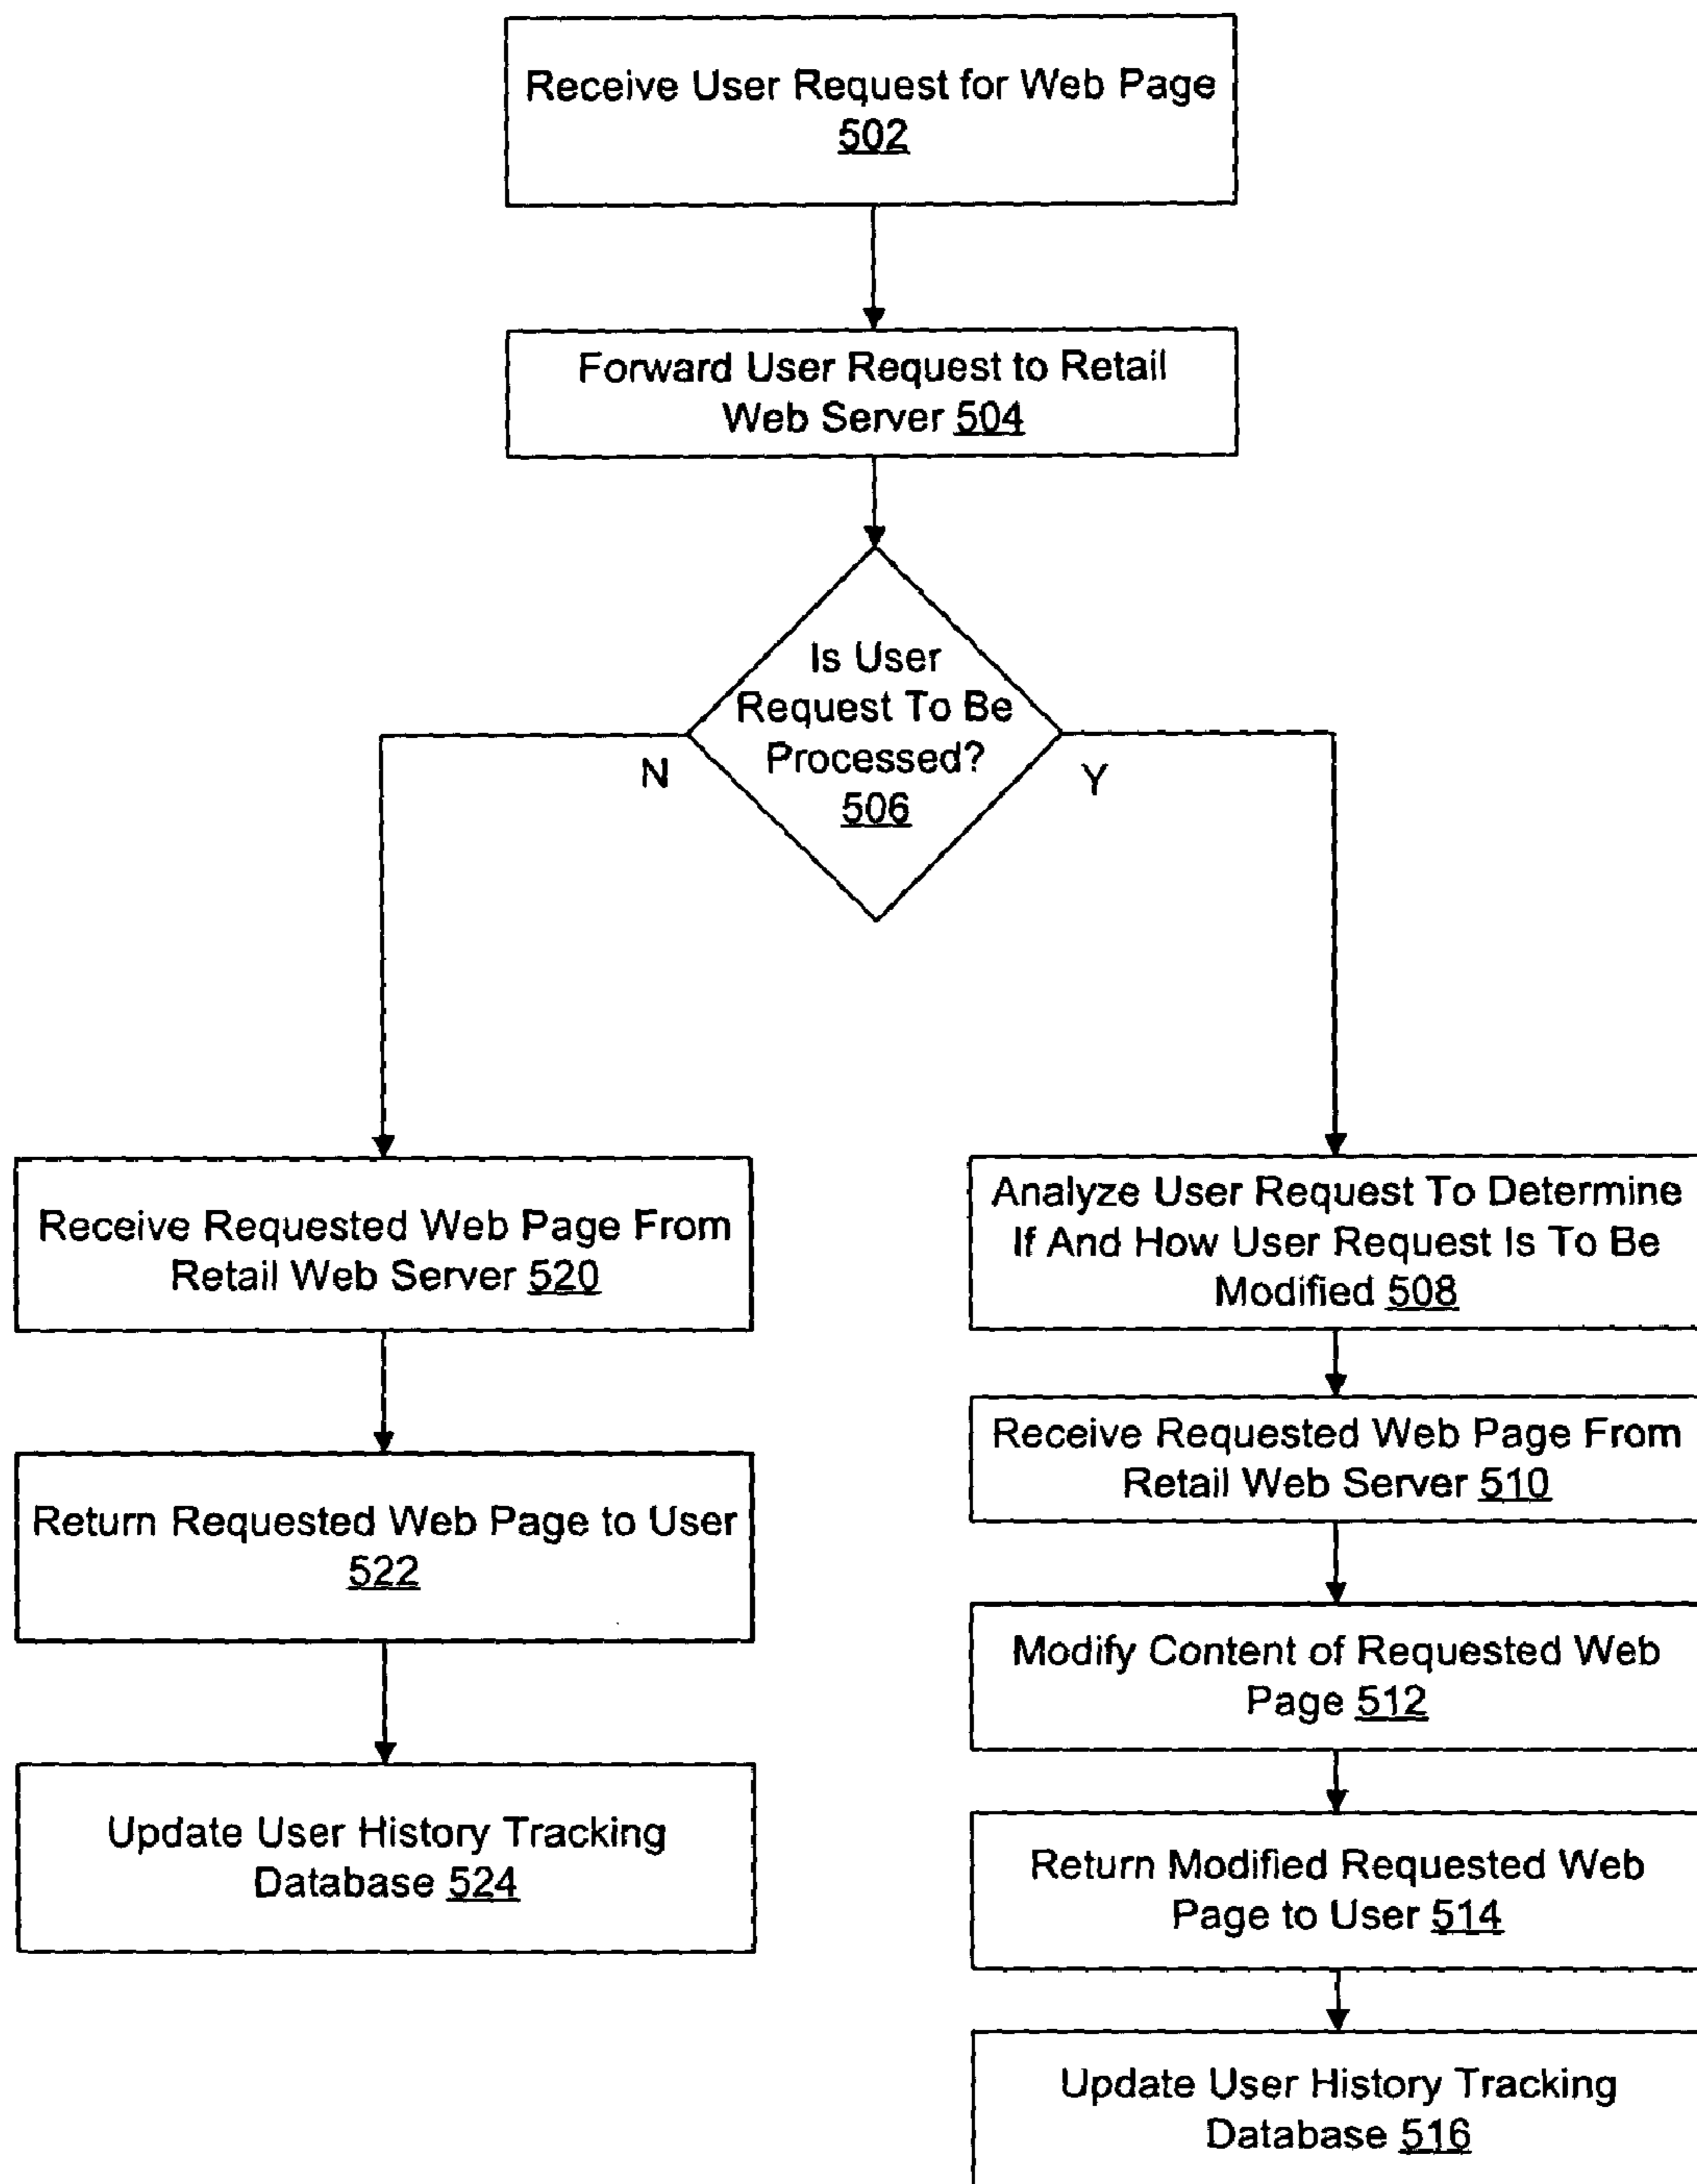 Receive User Request for Web Page
502
Forward User Request to Retail
Web Server 504
Is User
Request To Be
Processed?
506
N
Y
Receive Requested Web Page From
Retail Web Server 520
Return Requested Web Page to User
522
Update User History Tracking
Database 524
Analyze User Request To Determine
If And How User Request Is To Be
Modified 508
Receive Requested Web Page From
Retail Web Server 510
Modify Content of Requested Web
Page 512
Return Modified Requested Web
Page to User 514
Update User History Tracking
Database 516